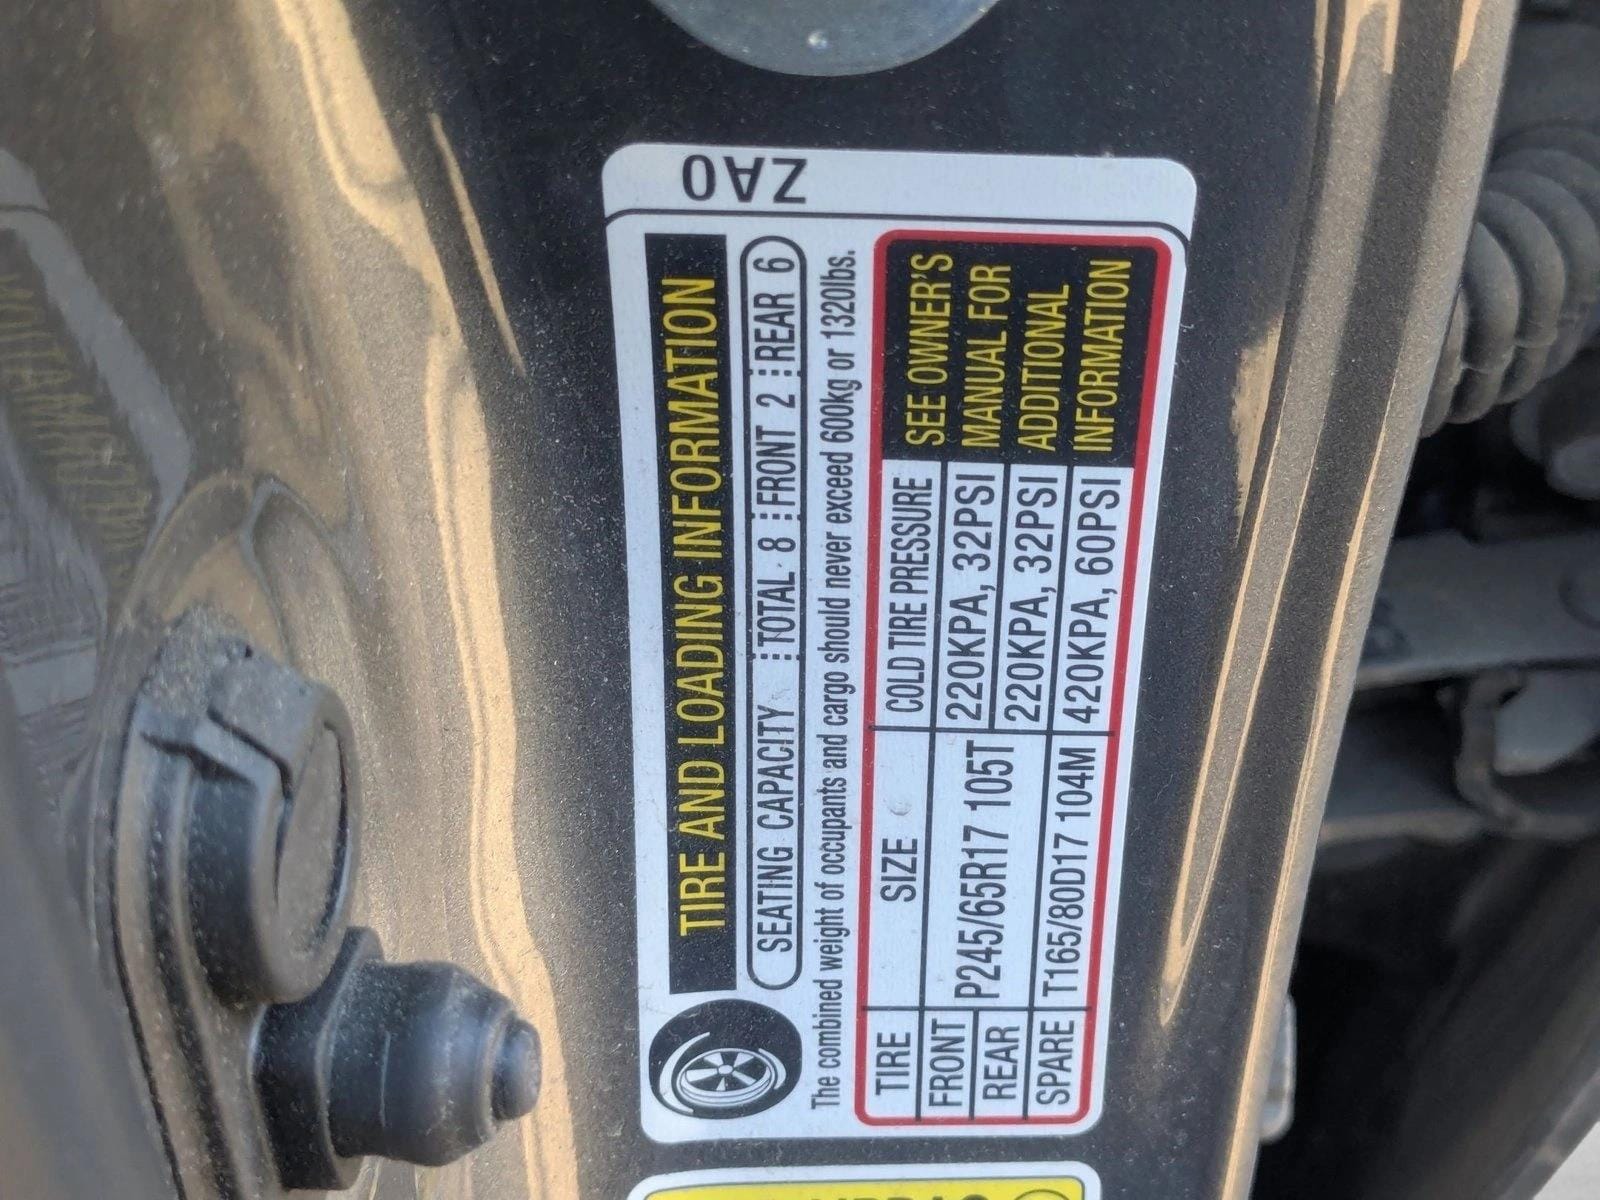 ZA0
TIRE AND LOADING INFORMATION
SEATING CAPACITY TOTAL 8 FRONT 2 REAR 6
The combined weight of occupants and cargo should never exceed 600kg or 1320lbs.
TIRE SIZE COLD TIRE PRESSURE
FRONT P245/65R17 105T 220KPA, 32PSI
REAR 220KPA, 32PSI
SPARE T165/80D17 104M 420KPA, 60PSI
SEE OWNER'S
MANUAL FOR
ADDITIONAL
INFORMATION